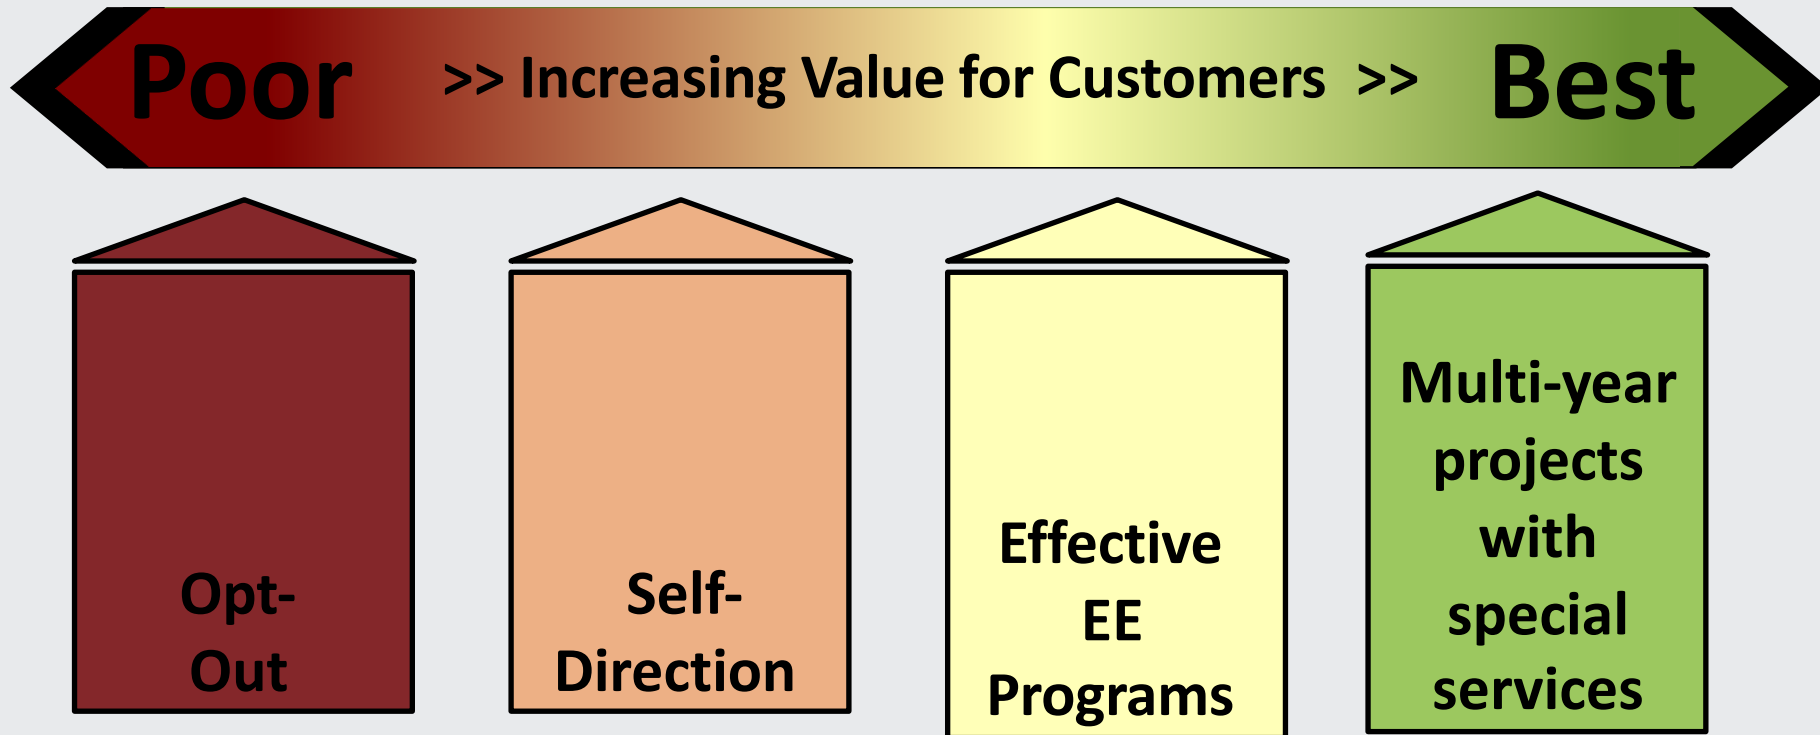 Poor >> Increasing Value for Customers >> Best
Opt-
Out
Self-
Direction
Effective
EE
Programs
Multi-year
projects
with
special
services